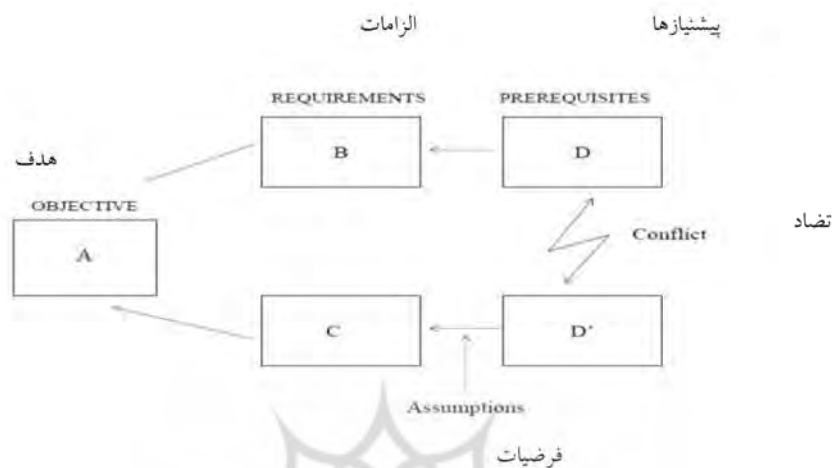 پیشنیازها
الزامات
REQUIREMENTS
PREREQUISITES
B
D
هدف
OBJECTIVE
A
Conflict
تضاد
C
D'
Assumptions
فرضیات